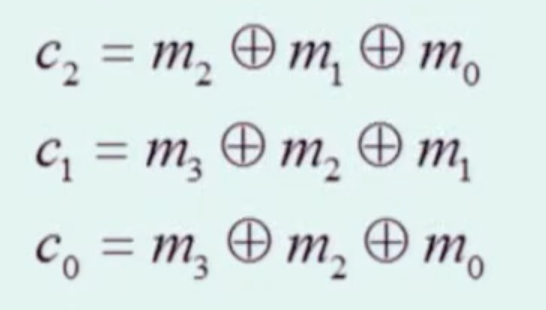 c₂ = m₂ ⊕ m₁ ⊕ m₀
c₁ = m₃ ⊕ m₂ ⊕ m₁
c₀ = m₃ ⊕ m₂ ⊕ m₀